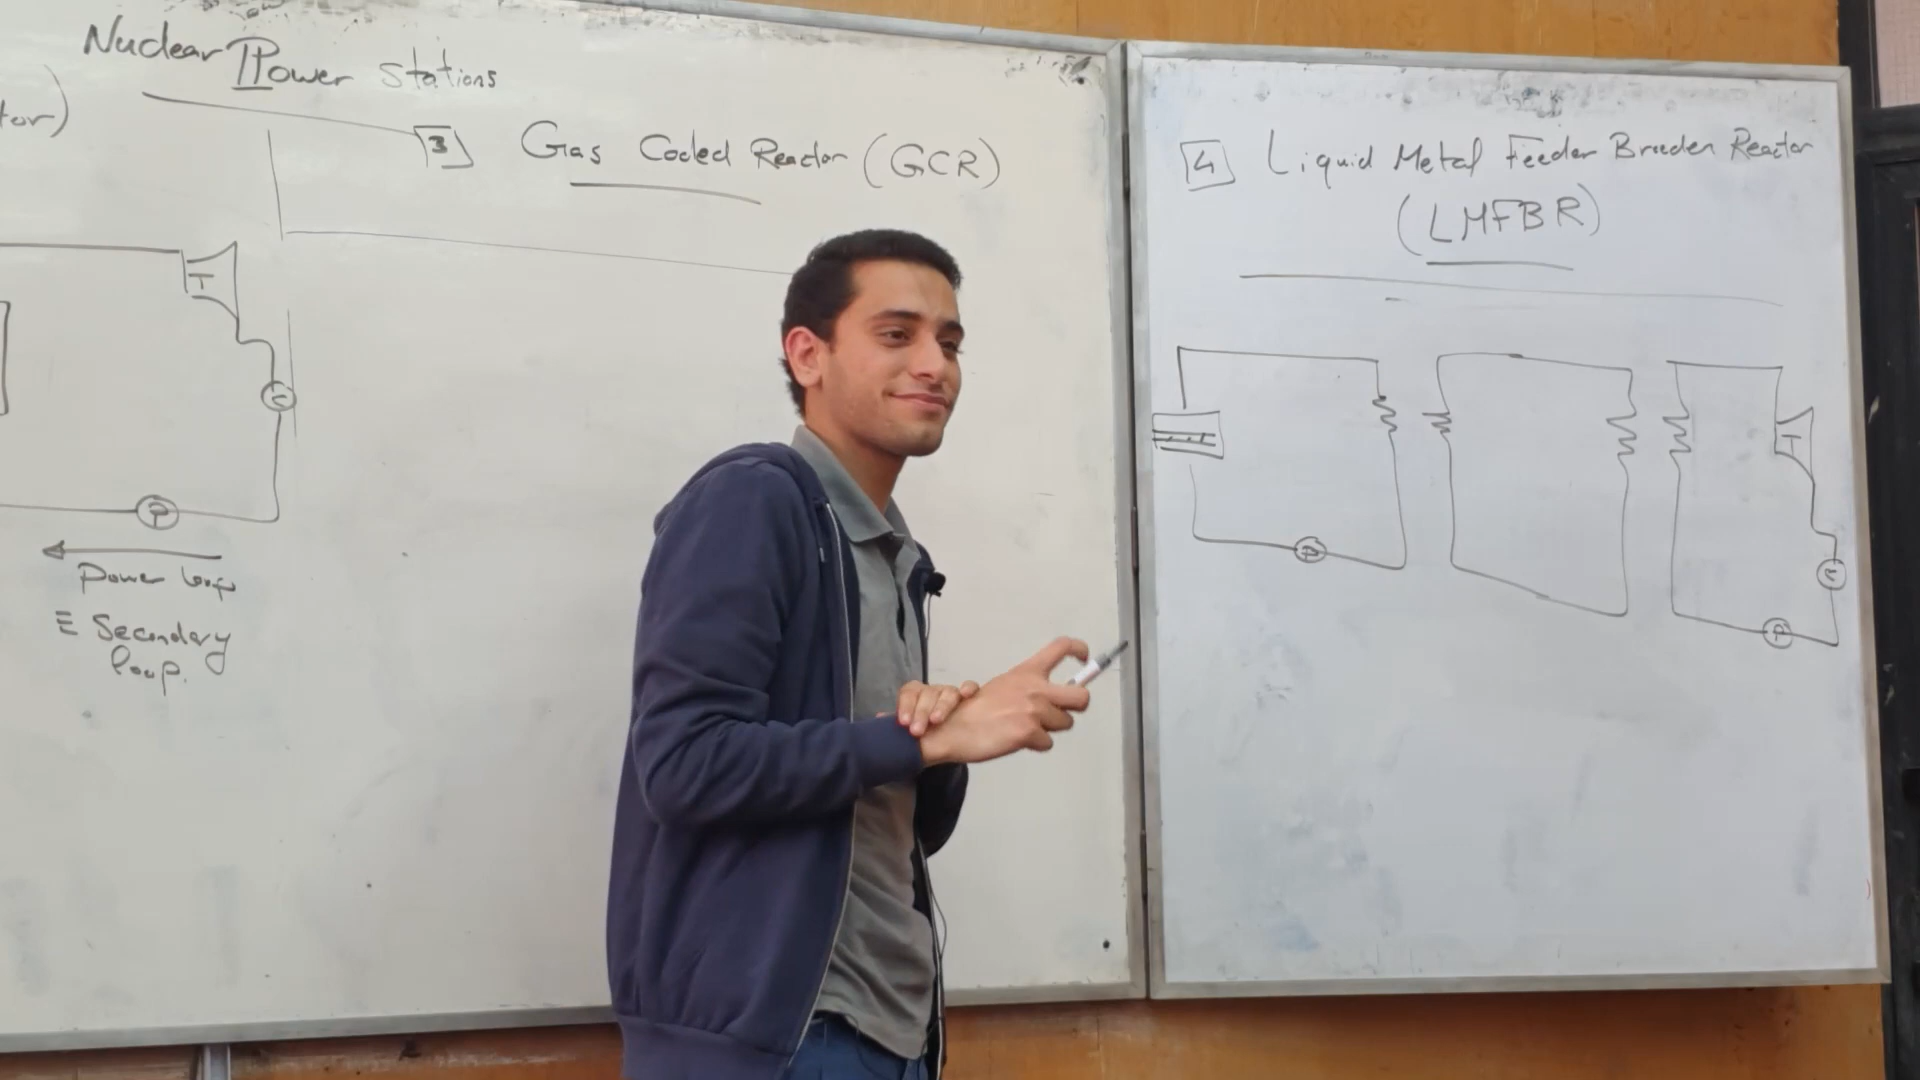 Nuclear Power Stations
tor)
3 Gas Cooled Reactor (GCR)
T
C
P
Power loop
≡ Secondary
loop.
4 Liquid Metal Feeder Breeder Reactor
(LMFBR)
T
P
C
P